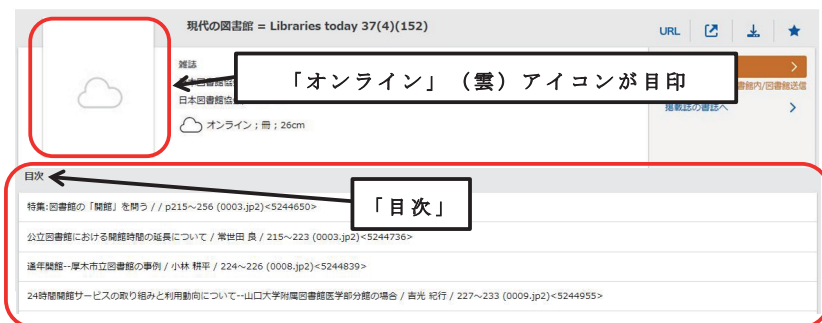 現代の図書館 = Libraries today 37(4)(152)
URL
雑誌
日本図書館協
オンライン ; 冊 ; 26cm
「オンライン」（雲）アイコンが目印
書館内/図書館送信
掲載誌の書誌へ
目次
「目次」
特集:図書館の「開館」を問う / / p215～256 (0003.jp2)<5244650>
公立図書館における開館時間の延長について / 常世田 良 / 215～223 (0003.jp2)<5244736>
通年開館--厚木市立図書館の事例 / 小林 耕平 / 224～226 (0008.jp2)<5244839>
24時間開館サービスの取り組みと利用動向について--山口大学附属図書館医学部分館の場合 / 吉光 紀行 / 227～233 (0009.jp2)<5244955>